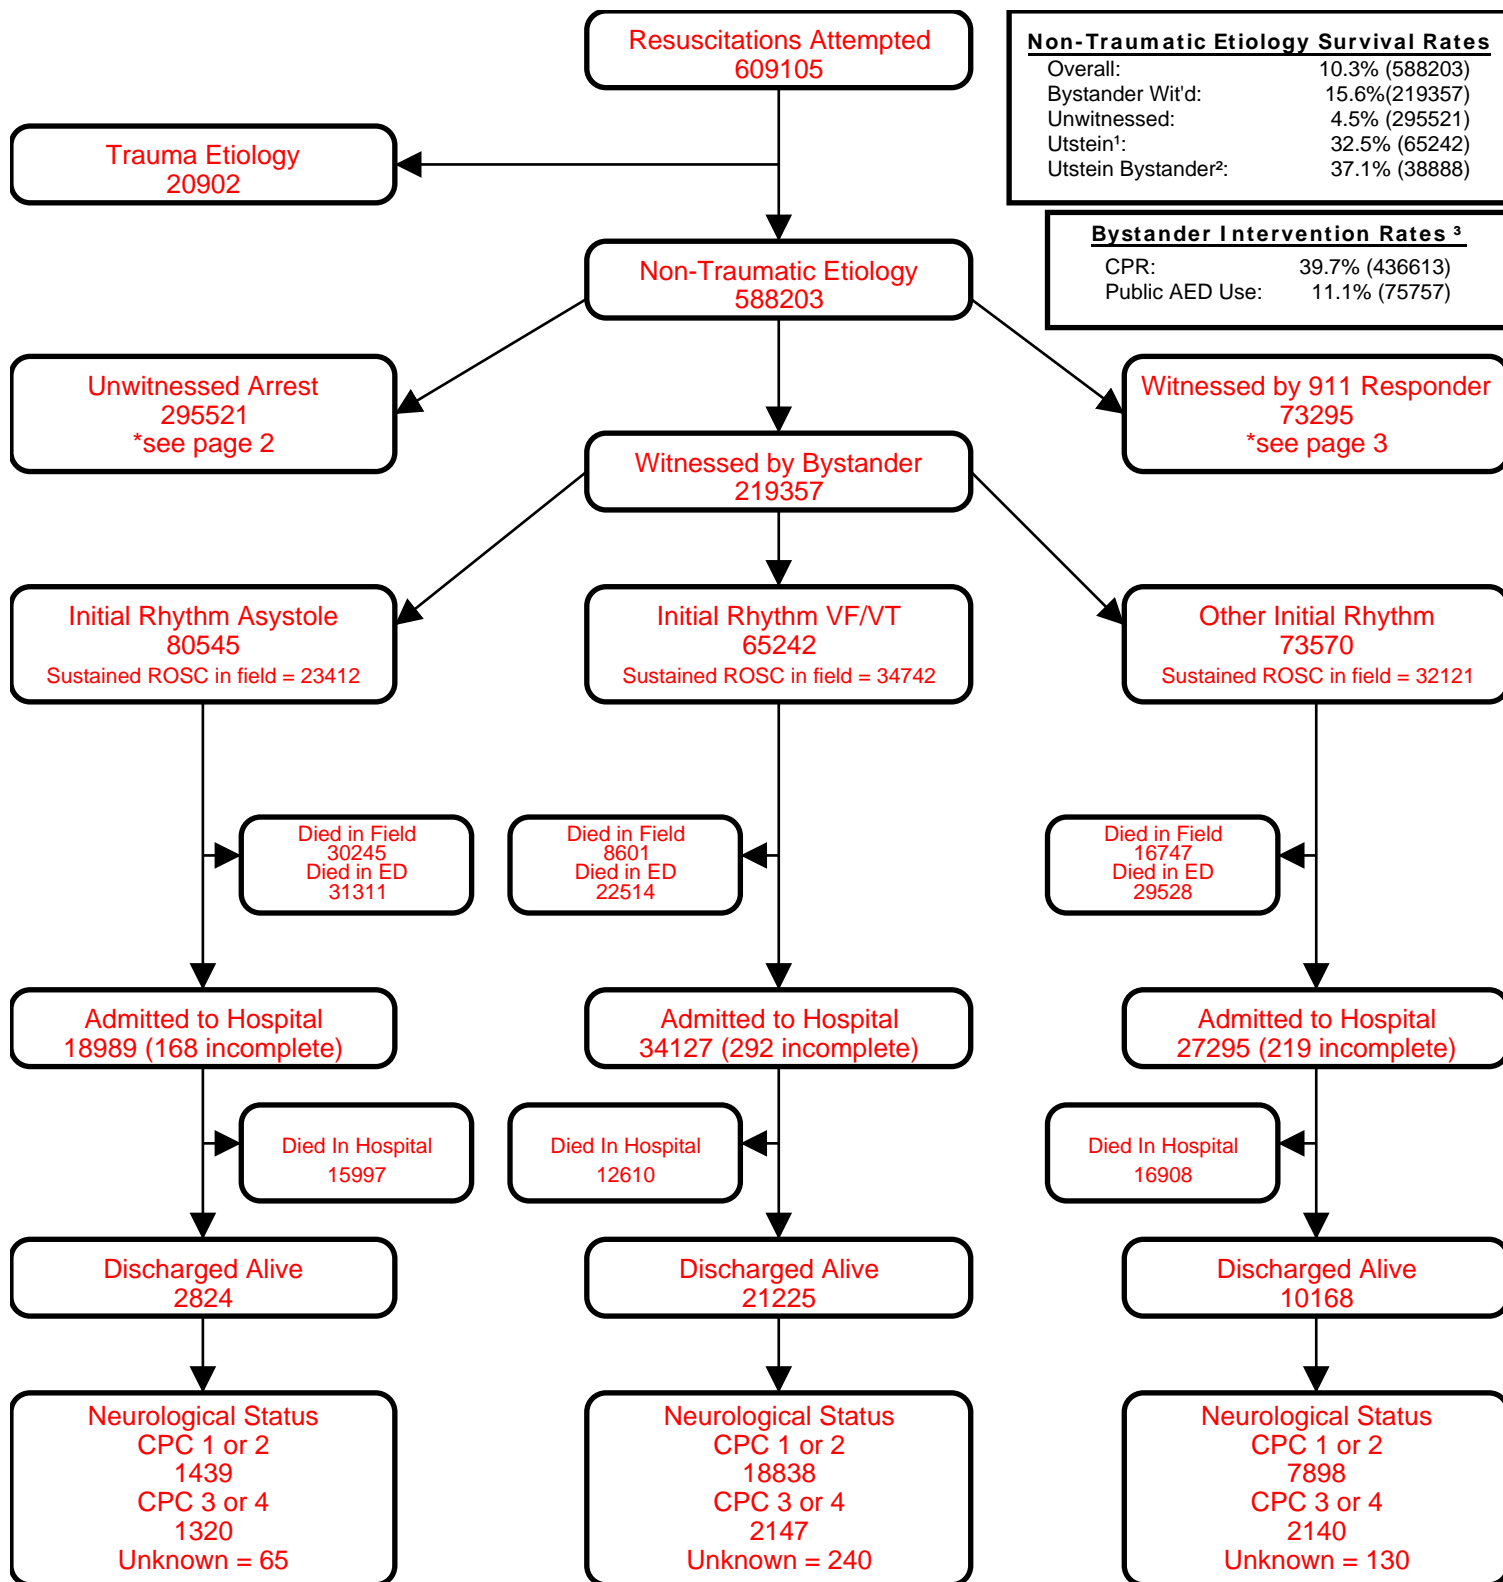 Resuscitations Attempted
609105
Non-Traumatic Etiology Survival Rates
Overall: 10.3% (588203)
Bystander Wit'd: 15.6%(219357)
Unwitnessed: 4.5% (295521)
Utstein¹: 32.5% (65242)
Utstein Bystander²: 37.1% (38888)
Trauma Etiology
20902
Bystander Intervention Rates ³
CPR: 39.7% (436613)
Public AED Use: 11.1% (75757)
Non-Traumatic Etiology
588203
Unwitnessed Arrest
295521
*see page 2
Witnessed by Bystander
219357
Witnessed by 911 Responder
73295
*see page 3
Initial Rhythm Asystole
80545
Sustained ROSC in field = 23412
Initial Rhythm VF/VT
65242
Sustained ROSC in field = 34742
Other Initial Rhythm
73570
Sustained ROSC in field = 32121
Died in Field
30245
Died in ED
31311
Died in Field
8601
Died in ED
22514
Died in Field
16747
Died in ED
29528
Admitted to Hospital
18989 (168 incomplete)
Admitted to Hospital
34127 (292 incomplete)
Admitted to Hospital
27295 (219 incomplete)
Died In Hospital
15997
Died In Hospital
12610
Died In Hospital
16908
Discharged Alive
2824
Discharged Alive
21225
Discharged Alive
10168
Neurological Status
CPC 1 or 2
1439
CPC 3 or 4
1320
Unknown = 65
Neurological Status
CPC 1 or 2
18838
CPC 3 or 4
2147
Unknown = 240
Neurological Status
CPC 1 or 2
7898
CPC 3 or 4
2140
Unknown = 130